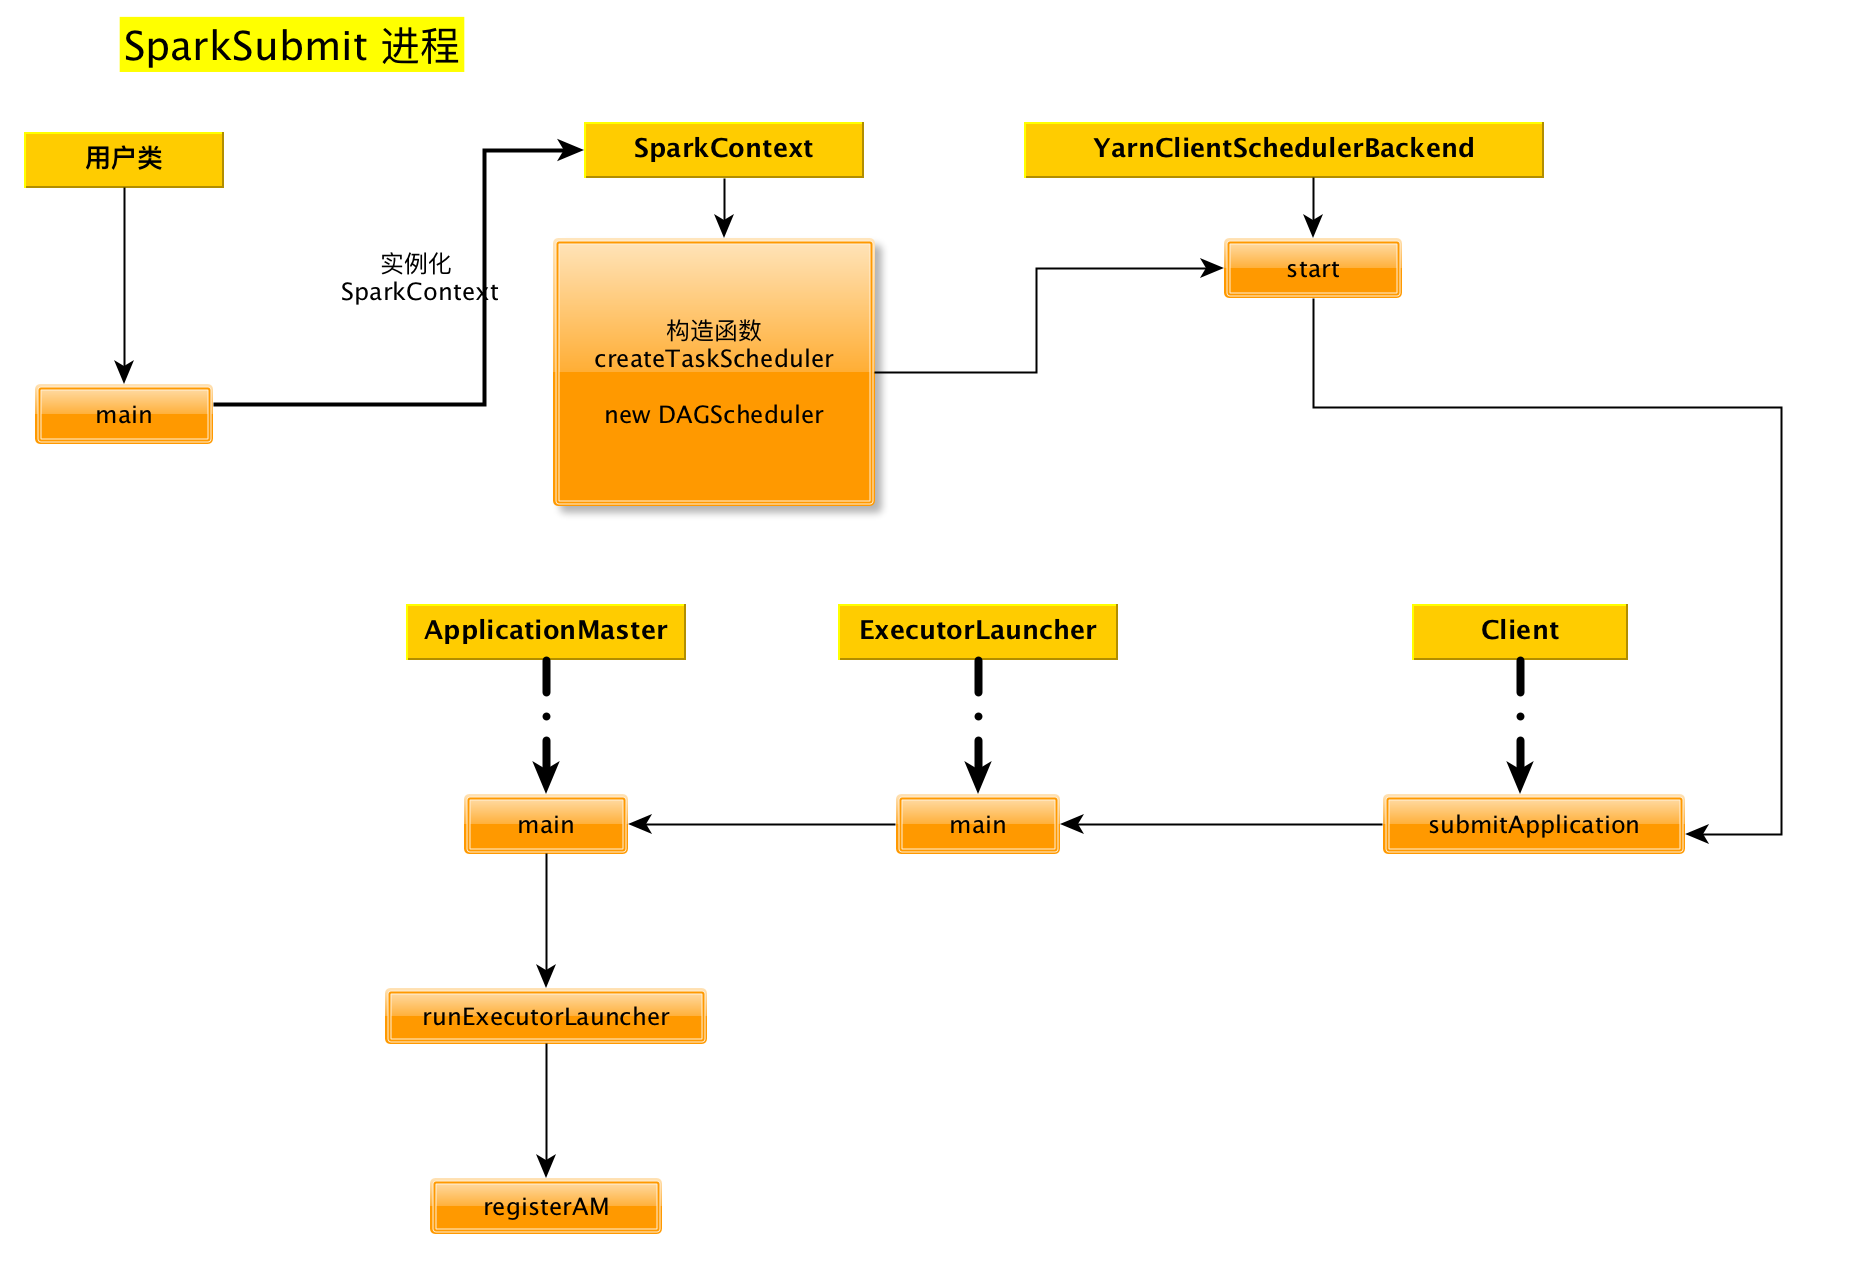 SparkSubmit 进程
用户类
SparkContext
YarnClientSchedulerBackend
实例化
SparkContext
start
构造函数
createTaskScheduler
new DAGScheduler
main
ApplicationMaster
ExecutorLauncher
Client
main
main
submitApplication
runExecutorLauncher
registerAM